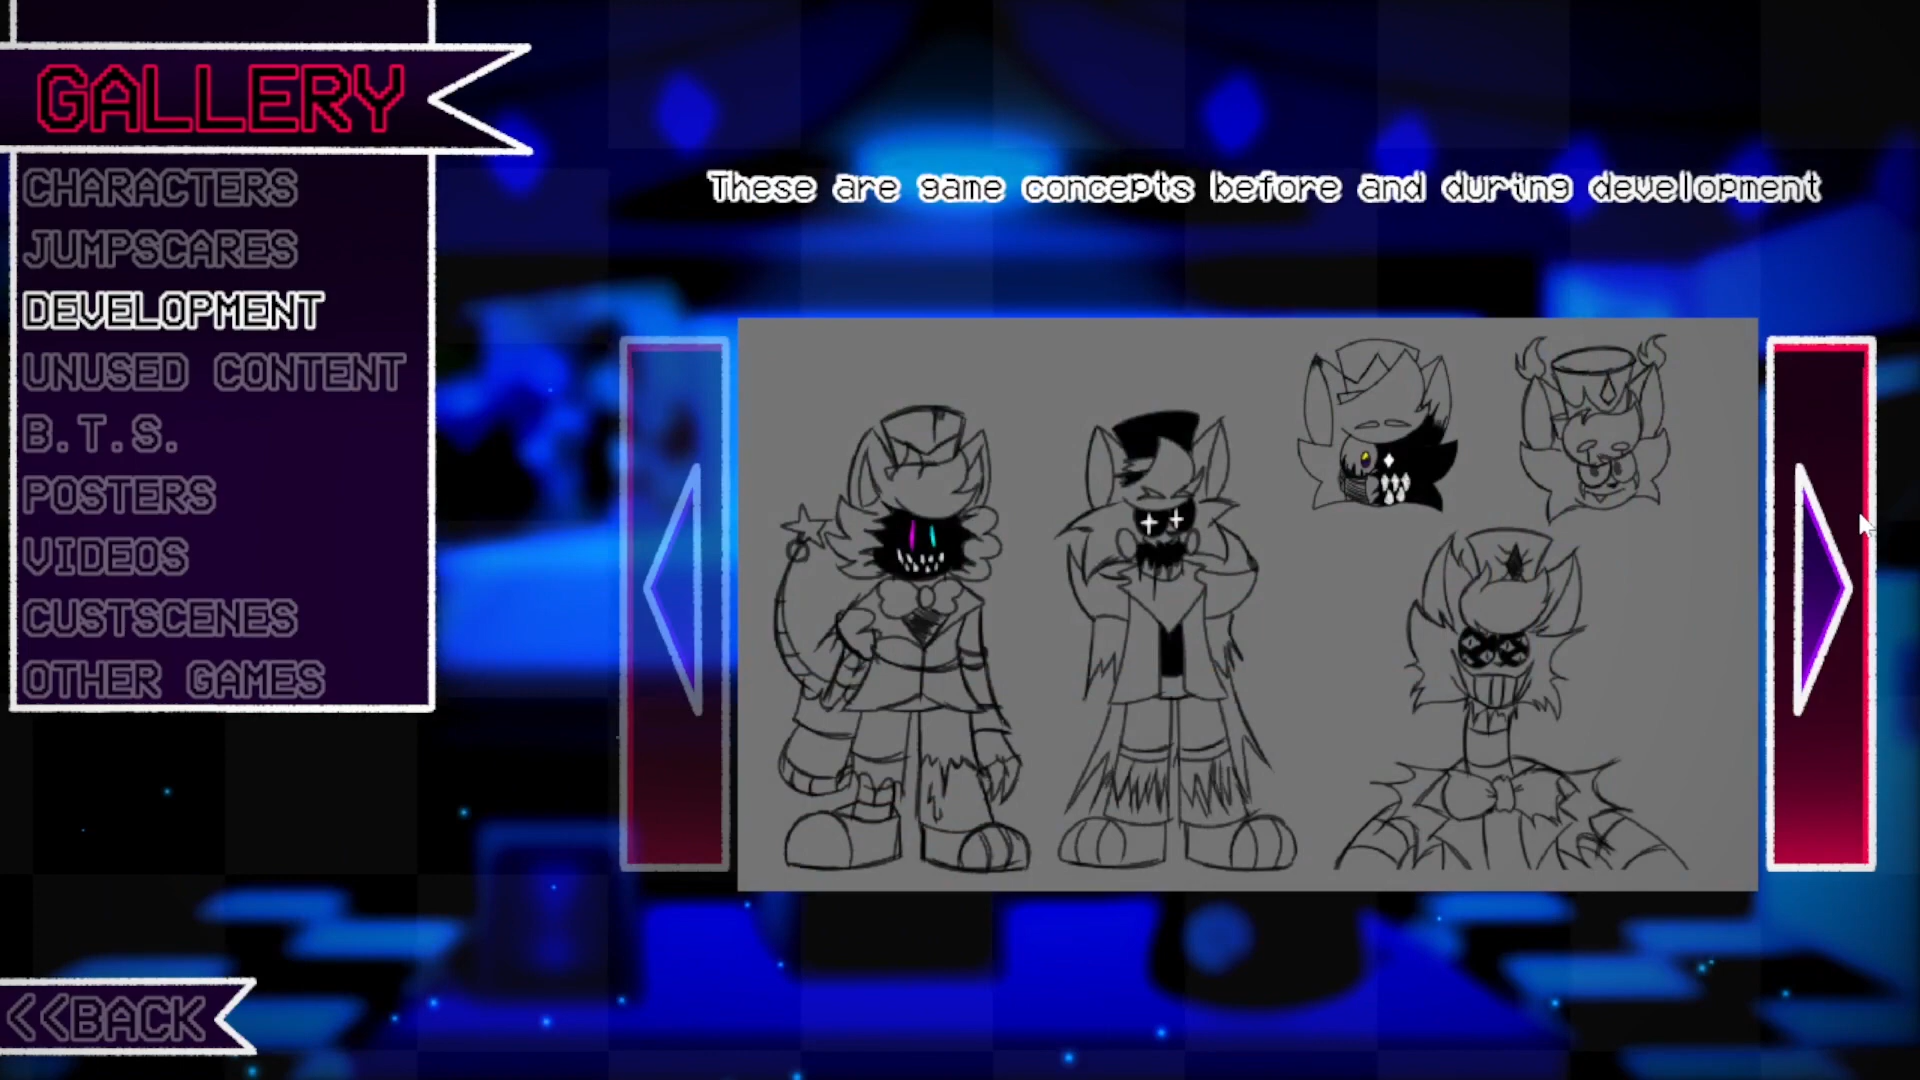 GALLERY
CHARACTERS
JUMPSCARES
DEVELOPMENT
UNUSED CONTENT
B.T.S.
POSTERS
VIDEOS
CUSTSCENES
OTHER GAMES
These are game concepts before and during development
<<BACK